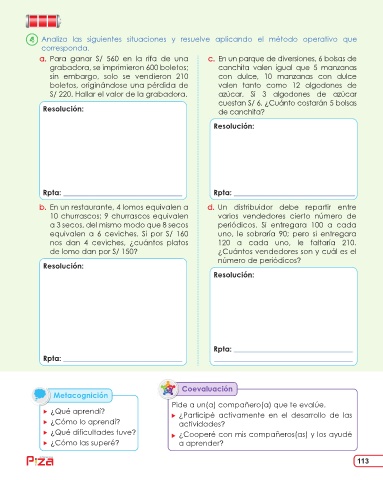 Analiza las siguientes situaciones y resuelve aplicando el método operativo que
corresponda.
a. Para ganar S/ 560 en la rifa de una
grabadora, se imprimieron 600 boletos;
sin embargo, solo se vendieron 210
boletos, originándose una pérdida de
S/ 220. Hallar el valor de la grabadora.
Resolución:
Rpta:
b. En un restaurante, 4 lomos equivalen a
10 churrascos; 9 churrascos equivalen
a 3 secos, del mismo modo que 8 secos
equivalen a 6 ceviches. Si por S/ 160
nos dan 4 ceviches, ¿cuántos platos
de lomo dan por S/ 150?
Resolución:
Rpta:
c. En un parque de diversiones, 6 bolsas de
canchita valen igual que 5 manzanas
con dulce, 10 manzanas con dulce
valen tanto como 12 algodones de
azúcar. Si 3 algodones de azúcar
cuestan S/ 6. ¿Cuánto costarán 5 bolsas
de canchita?
Resolución:
Rpta:
d. Un distribuidor debe repartir entre
varios vendedores cierto número de
periódicos. Si entregara 100 a cada
uno, le sobraría 90; pero si entregara
120 a cada uno, le faltaría 210.
¿Cuántos vendedores son y cuál es el
número de periódicos?
Resolución:
Rpta:
Metacognición
¿Qué aprendí?
¿Cómo lo aprendí?
¿Qué dificultades tuve?
¿Cómo las superé?
Coevaluación
Pide a un(a) compañero(a) que te evalúe.
¿Participé activamente en el desarrollo de las
actividades?
¿Cooperé con mis compañeros(as) y los ayudé
a aprender?
113